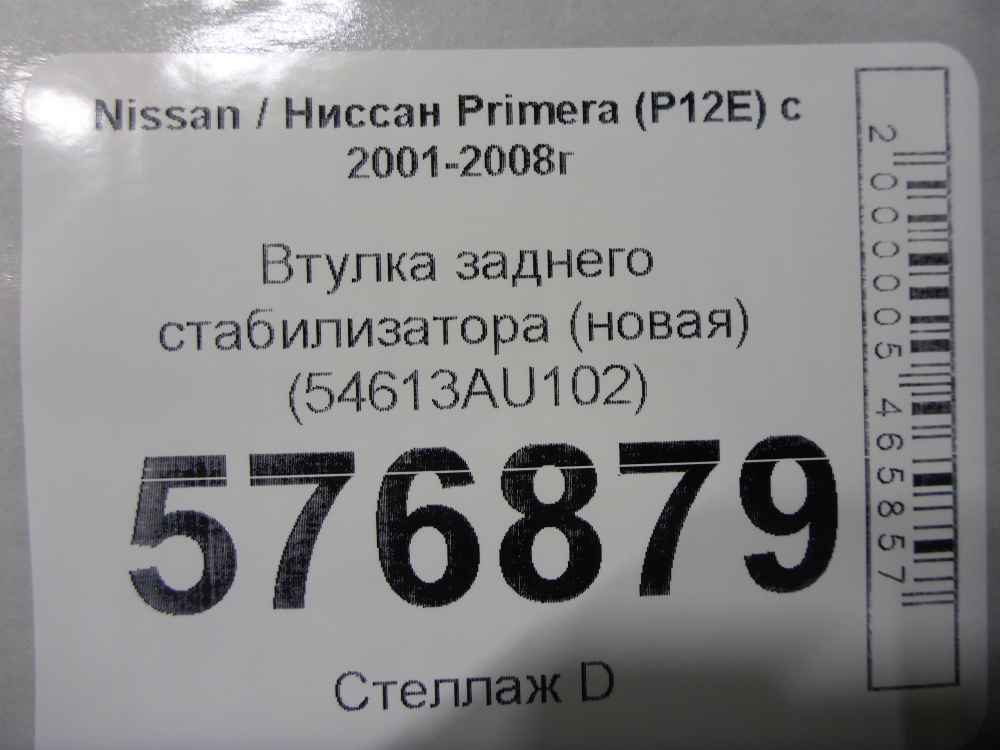 Nissan / Ниссан Primera (P12E) с
2001-2008г
Втулка заднего
стабилизатора (новая)
(54613AU102)
576879
Стеллаж D
2000005465857